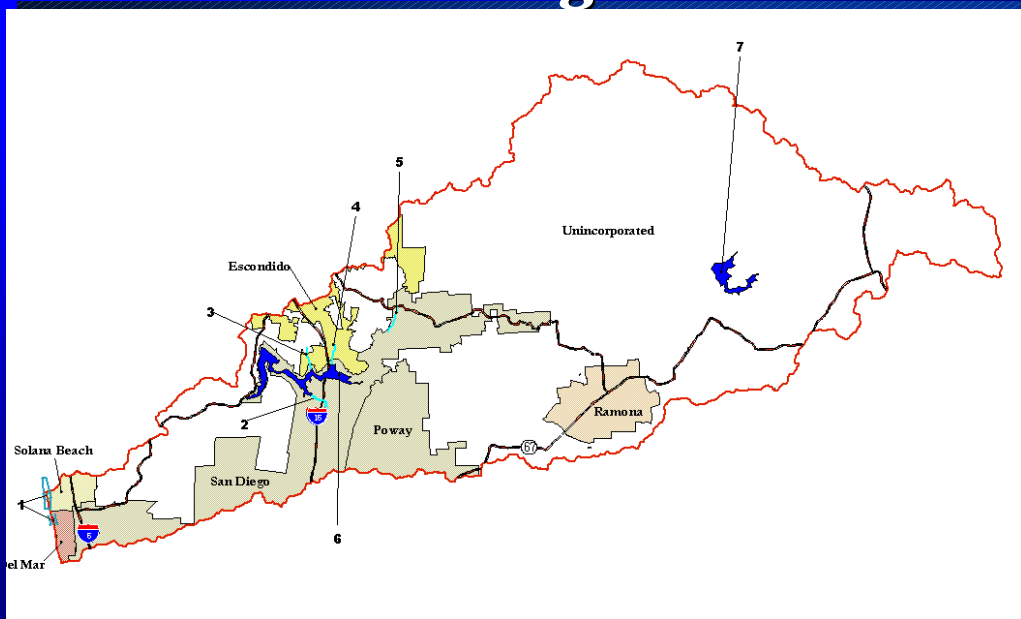 7
5
4
Unincorporated
Escondido
3
2
15
Ramona
Poway
67
Solana Beach
San Diego
1
5
6
el Mar